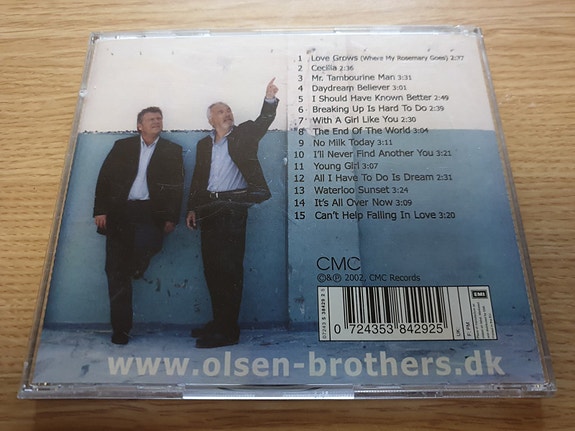 1 Love Grows (Where My Rosemary Goes) 2:37
2 Cecilia 2:36
3 Mr. Tambourine Man 3:31
4 Daydream Believer 3:01
5 I Should Have Known Better 2:49
6 Breaking Up Is Hard To Do 2:39
7 With A Girl Like You 2:30
8 The End Of The World 3:04
9 No Milk Today 3:11
10 I'll Never Find Another You 3:21
11 Young Girl 3:07
12 All I Have To Do Is Dream 2:31
13 Waterloo Sunset 3:24
14 It's All Over Now 3:09
15 Can't Help Falling In Love 3:20
CMC
©&℗ 2002, CMC Records
0 724353 842925
EMI
www.olsen-brothers.dk